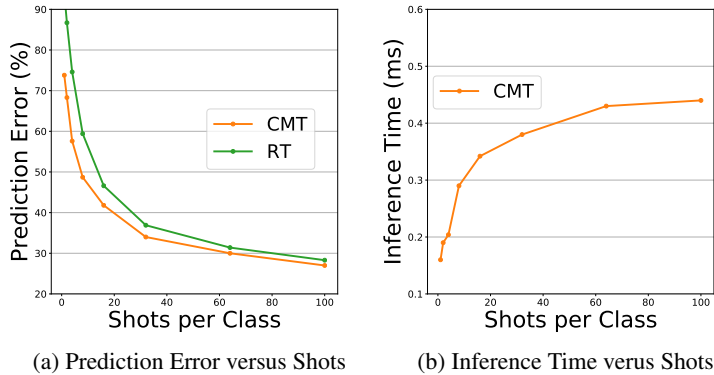 Prediction Error (%)
90
80
70
60
50
40
30
20
CMT
RT
0
20
40
60
80
100
Shots per Class
(a) Prediction Error versus Shots
Inference Time (ms)
0.6
0.5
0.4
0.3
0.2
0.1
CMT
0
20
40
60
80
100
Shots per Class
(b) Inference Time verus Shots